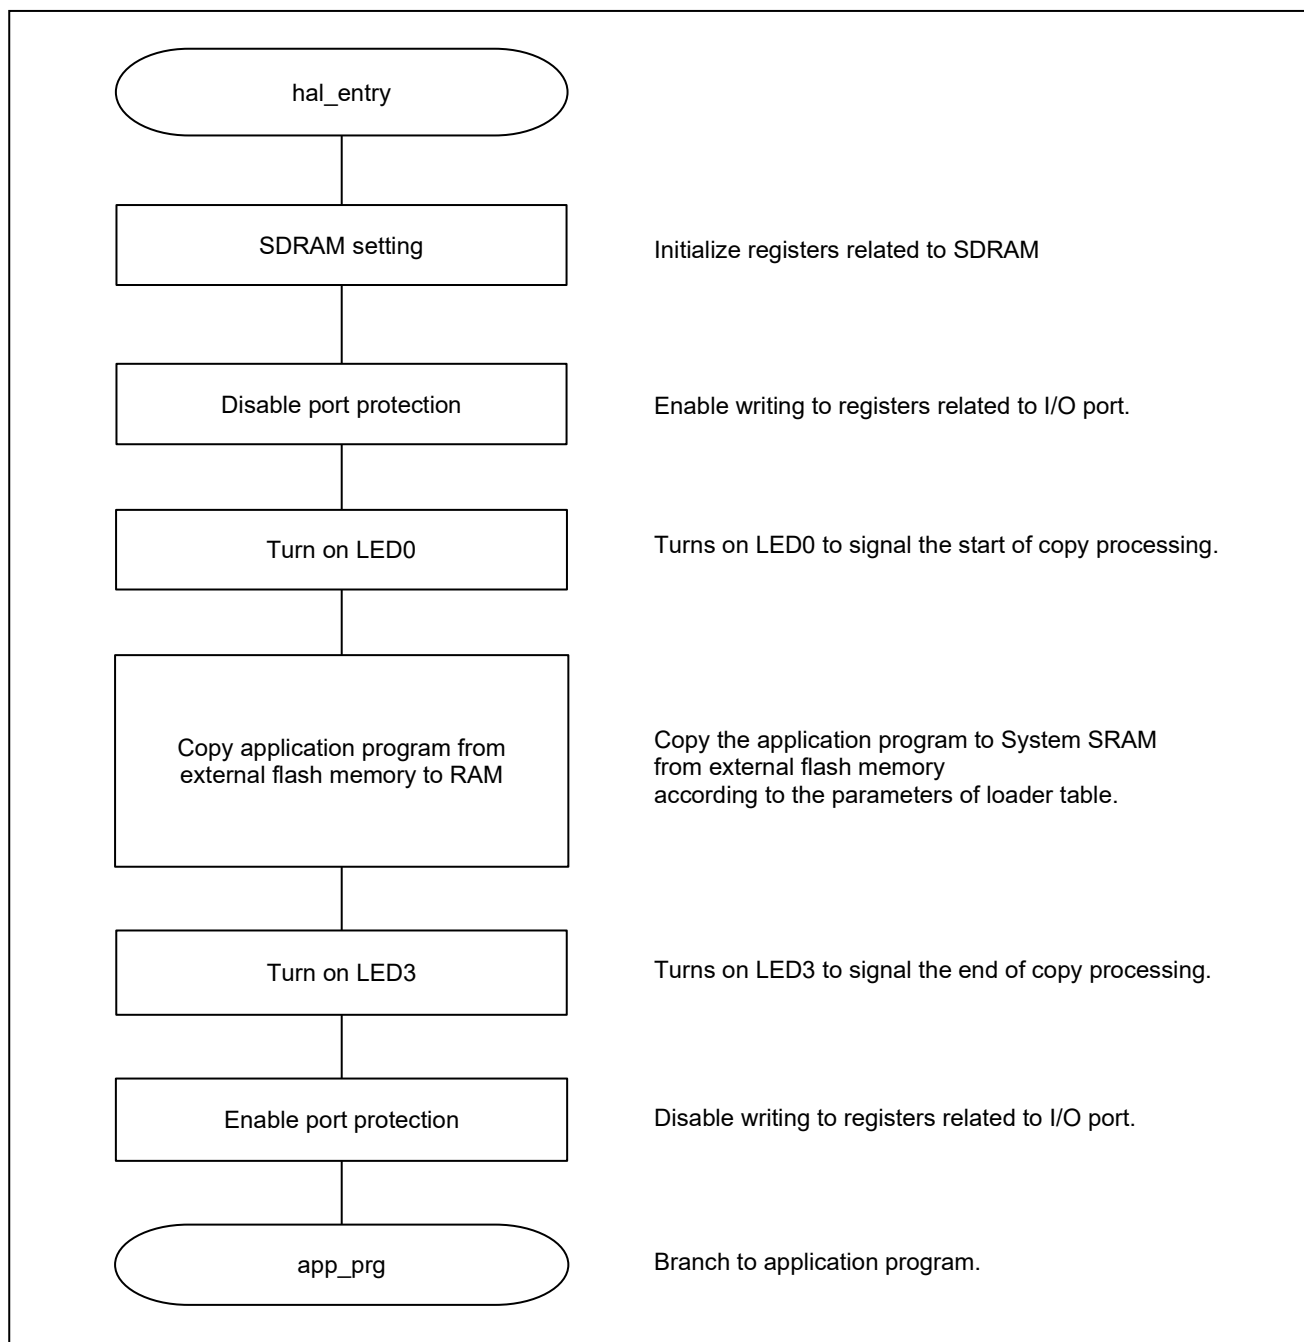 hal_entry
SDRAM setting
Initialize registers related to SDRAM
Disable port protection
Enable writing to registers related to I/O port.
Turn on LED0
Turns on LED0 to signal the start of copy processing.
Copy application program from
external flash memory to RAM
Copy the application program to System SRAM
from external flash memory
according to the parameters of loader table.
Turn on LED3
Turns on LED3 to signal the end of copy processing.
Enable port protection
Disable writing to registers related to I/O port.
app_prg
Branch to application program.